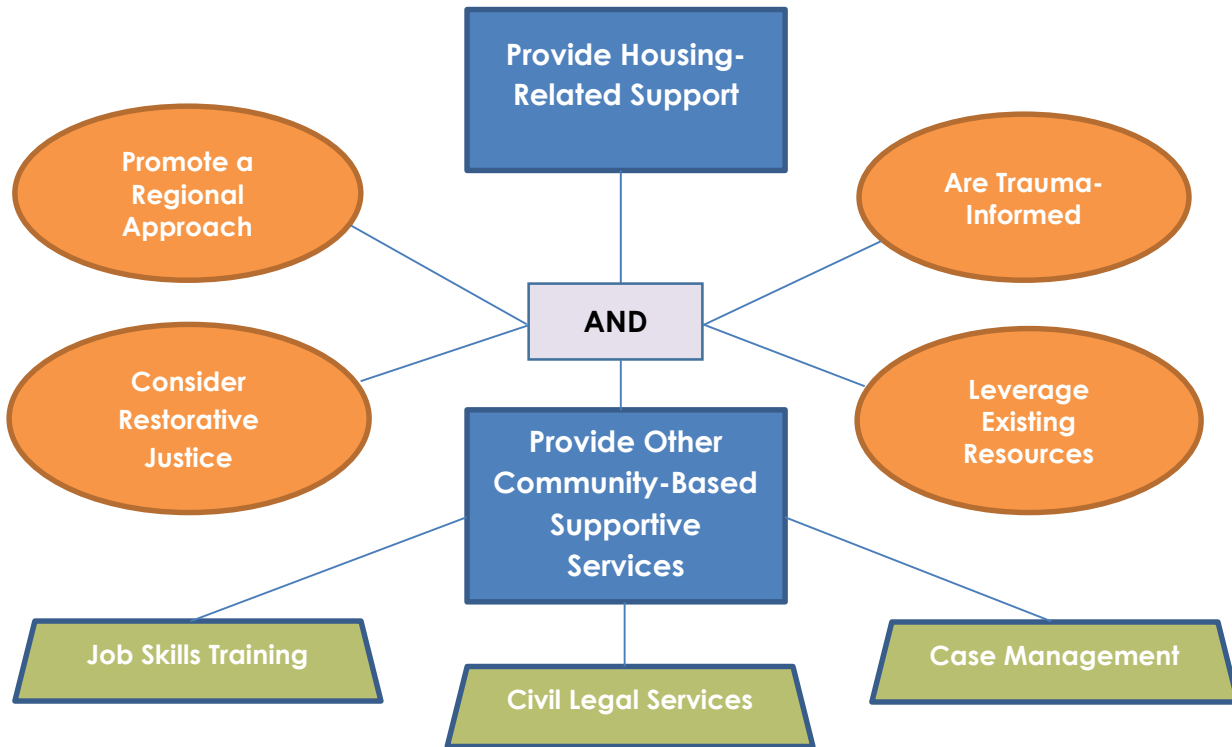 Provide Housing-
Related Support
Promote a
Regional
Approach
Are Trauma-
Informed
AND
Consider
Restorative
Justice
Leverage
Existing
Resources
Provide Other
Community-Based
Supportive
Services
Job Skills Training
Civil Legal Services
Case Management